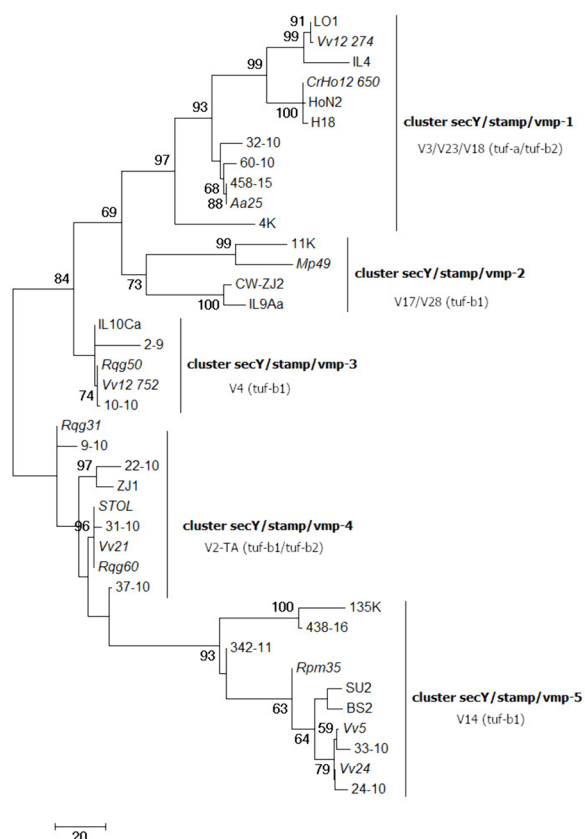 91 LO1
99 Vv12 274
IL4
99 CrHo12 650
HoN2
100 H18
93
cluster secY/stamp/vmp-1
32-10
V3/V23/V18 (tuf-a/tuf-b2)
97 60-10
68 458-15
88 Aa25
4K
69
99 11K
Mp49
cluster secY/stamp/vmp-2
84 73 CW-ZJ2
100 IL9Aa
V17/V28 (tuf-b1)
IL10Ca
2-9
Rqg50
cluster secY/stamp/vmp-3
Vv12 752
V4 (tuf-b1)
74 10-10
Rqg31
9-10
97 22-10
ZJ1
STOL
96 31-10
cluster secY/stamp/vmp-4
Vv21
V2-TA (tuf-b1/tuf-b2)
Rqg60
37-10
100 135K
438-16
93 342-11
Rpm35
cluster secY/stamp/vmp-5
SU2
63 BS2
V14 (tuf-b1)
64 59 Vv5
33-10
79 Vv24
24-10
20